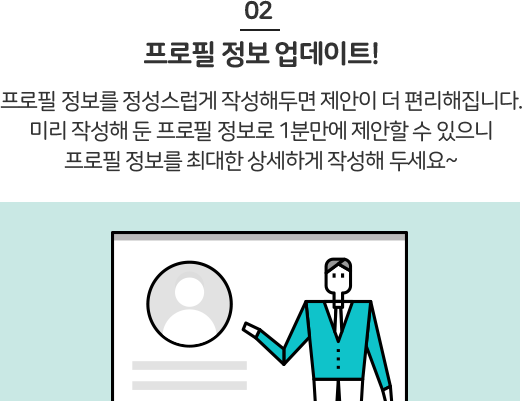 02
프로필 정보 업데이트!
프로필 정보를 정성스럽게 작성해두면 제안이 더 편리해집니다.
미리 작성해 둔 프로필 정보로 1분만에 제안할 수 있으니
프로필 정보를 최대한 상세하게 작성해 두세요~